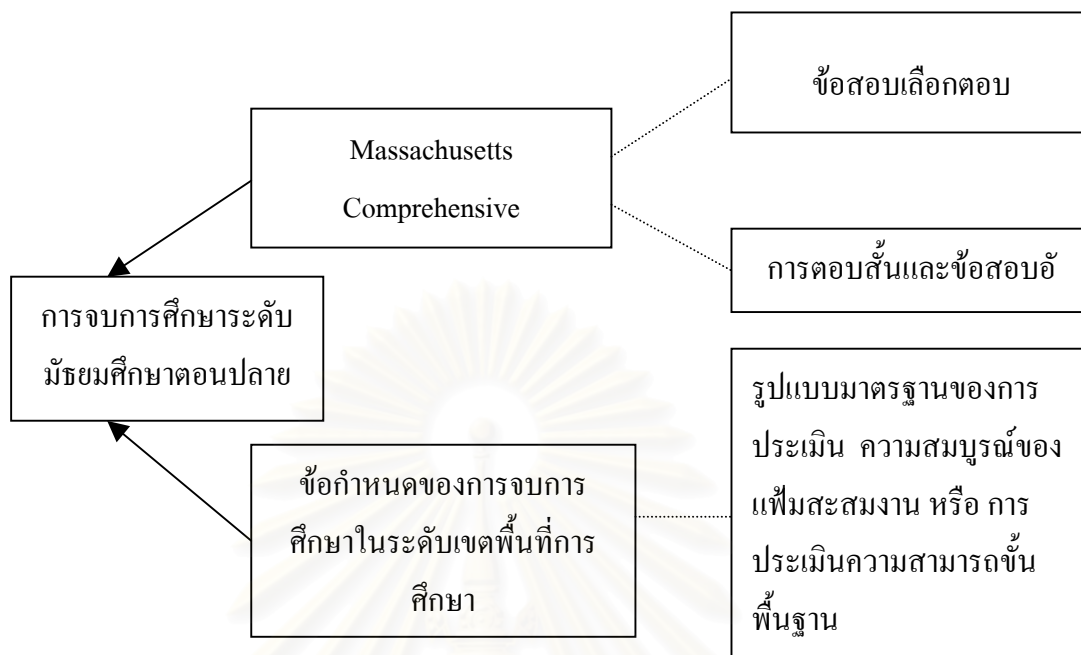 ข้อสอบเลือกตอบ
Massachusetts
Comprehensive
การตอบสั้นและข้อสอบอั
การจบการศึกษาระดับ
มัธยมศึกษาตอนปลาย
รูปแบบมาตรฐานของการ
ประเมิน ความสมบูรณ์ของ
แฟ้มสะสมงาน หรือ การ
ประเมินความสามารถขั้น
พื้นฐาน
ข้อกำหนดของการจบการ
ศึกษาในระดับเขตพื้นที่การ
ศึกษา